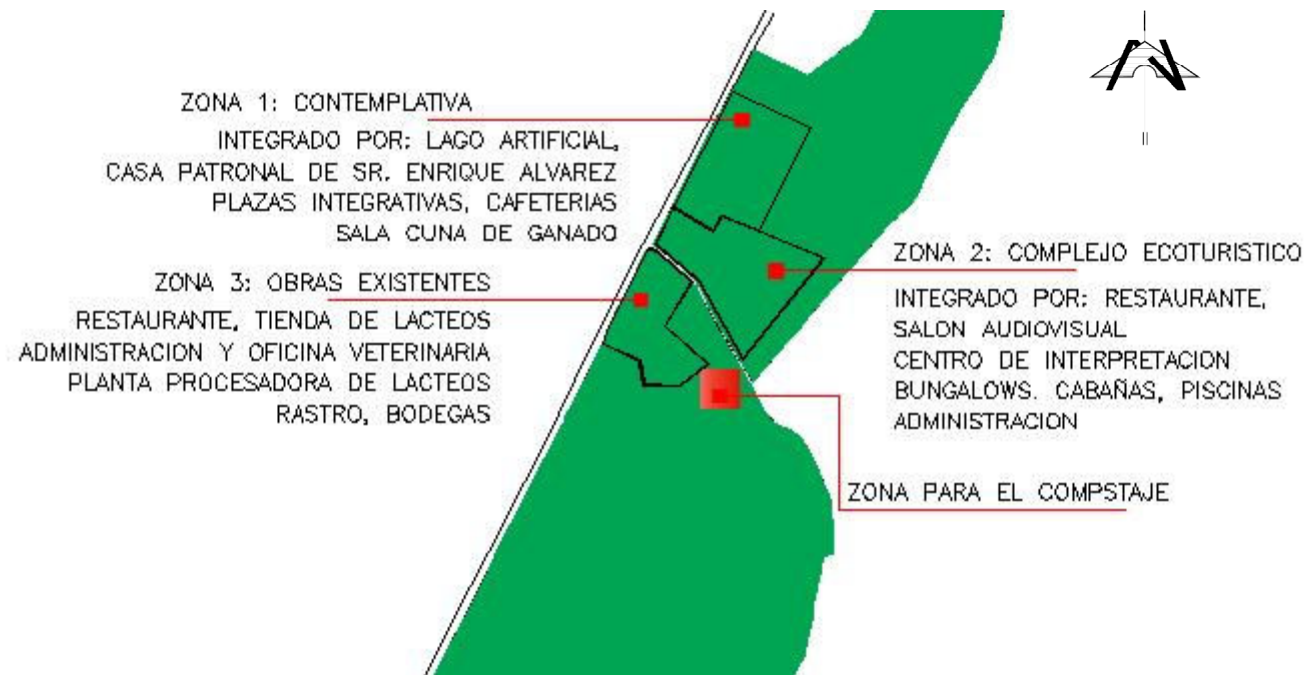 ZONA 1: CONTEMPLATIVA
INTEGRADO POR: LAGO ARTIFICIAL,
CASA PATRONAL DE SR. ENRIQUE ALVAREZ
PLAZAS INTEGRATIVAS, CAFETERIAS
SALA CUNA DE GANADO
ZONA 3: OBRAS EXISTENTES
RESTAURANTE, TIENDA DE LACTEOS
ADMINISTRACION Y OFICINA VETERINARIA
PLANTA PROCESADORA DE LACTEOS
RASTRO, BODEGAS
N
ZONA 2: COMPLEJO ECOTURISTICO
INTEGRADO POR: RESTAURANTE,
SALON AUDIOVISUAL
CENTRO DE INTERPRETACION
BUNGALOWS. CABAÑAS, PISCINAS
ADMINISTRACION
ZONA PARA EL COMPSTAJE